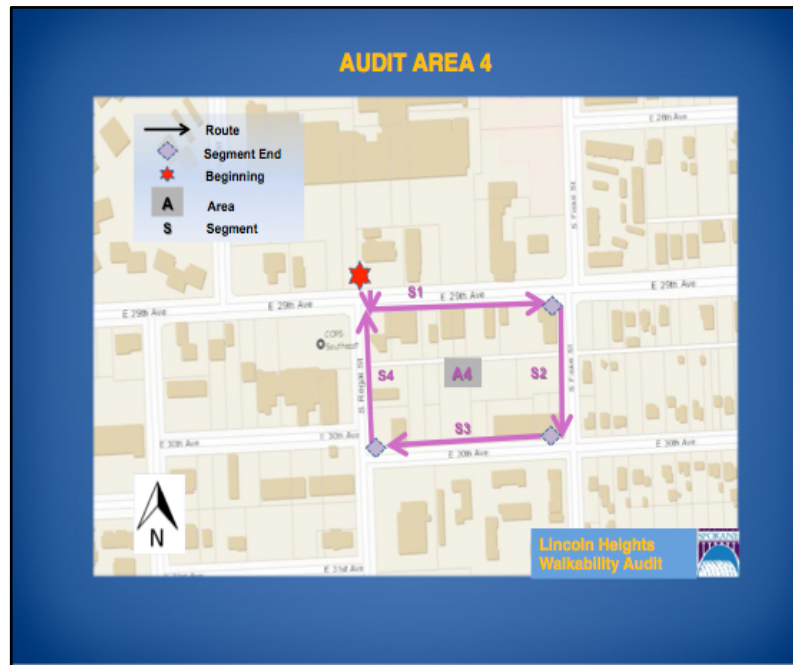 AUDIT AREA 4
Route
Segment End
Beginning
A Area
S Segment
E 28th Ave
S. Fiske St
E 29th Ave
E 29th Ave
S1
E 29th Ave
E 29th Ave
COPS
Southeast
S. Regal St
S4
A4
S2
S. Fiske St
S3
E 30th Ave
E 30th Ave
E 30th Ave
E 30th Ave
N
E 31st Ave
Lincoln Heights
Walkability Audit
SPOKANE